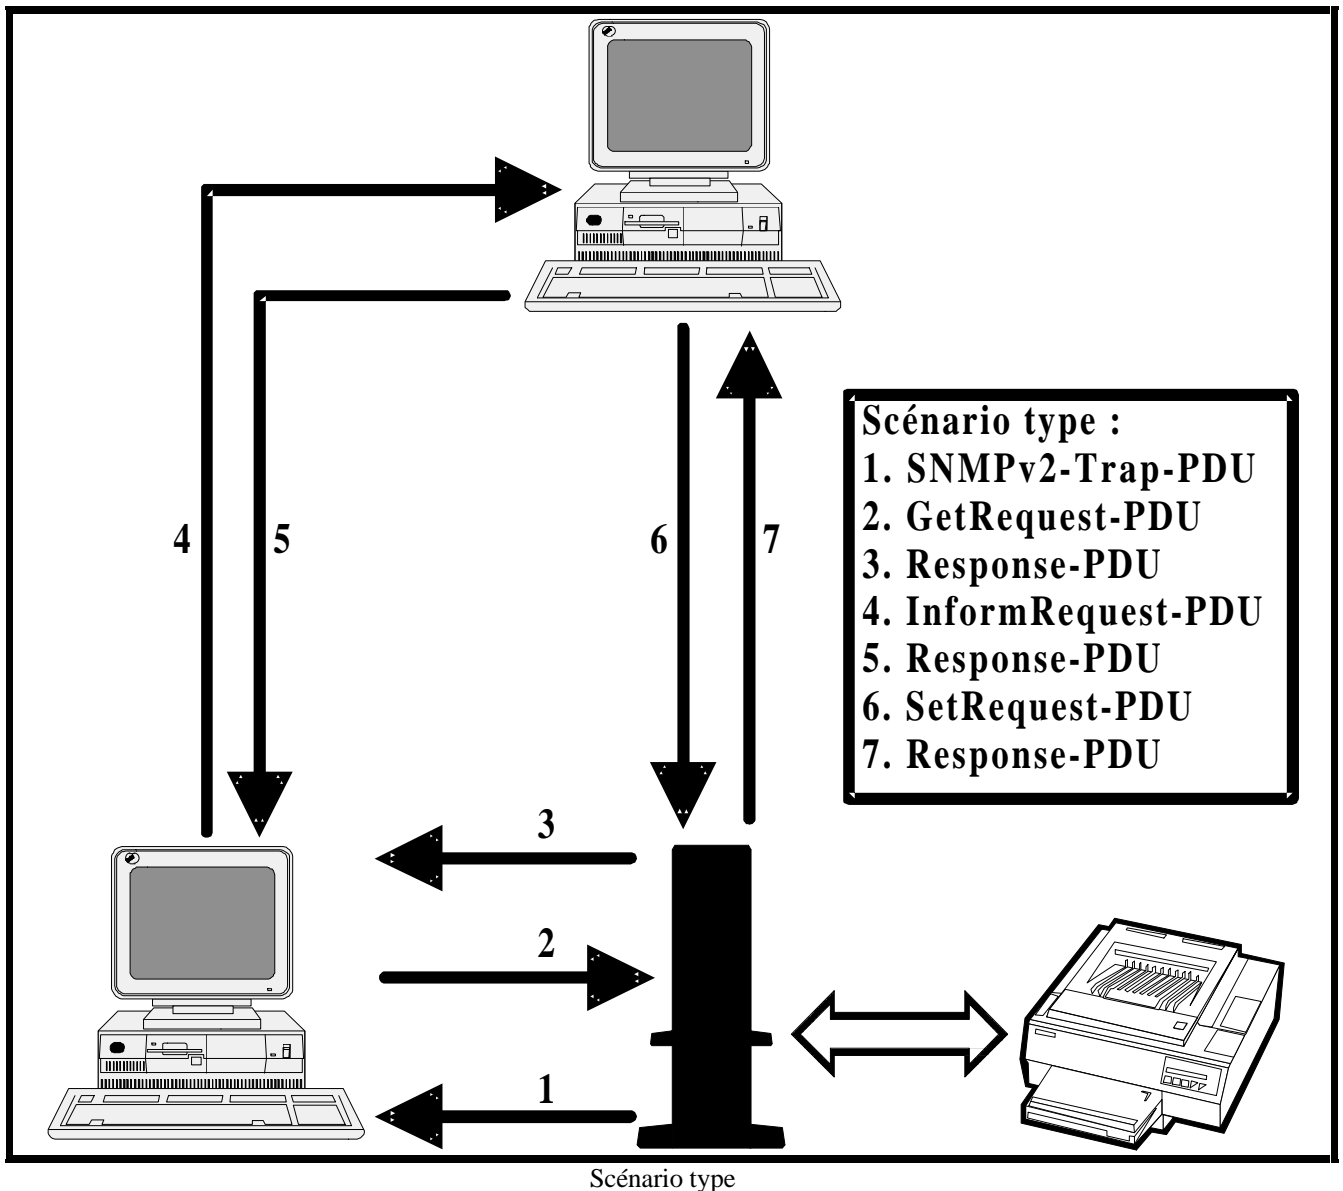 4
5
6
7
Scénario type :
1. SNMPv2-Trap-PDU
2. GetRequest-PDU
3. Response-PDU
4. InformRequest-PDU
5. Response-PDU
6. SetRequest-PDU
7. Response-PDU
3
2
1
Scénario type